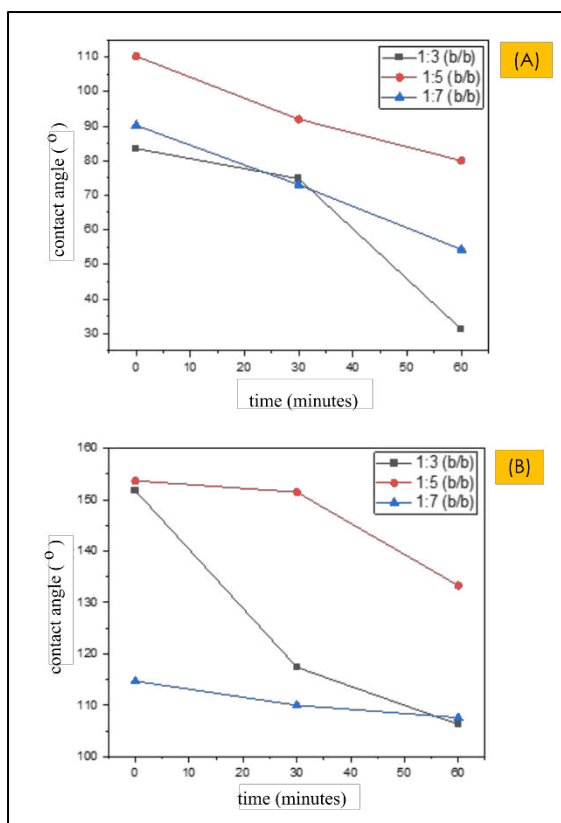 (A)
1:3 (b/b)
1:5 (b/b)
1:7 (b/b)
110
100
90
80
70
60
50
40
30
contact angle (°)
0 10 20 30 40 50 60
time (minutes)
(B)
1:3 (b/b)
1:5 (b/b)
1:7 (b/b)
160
150
140
130
120
110
100
contact angle (°)
0 10 20 30 40 50 60
time (minutes)